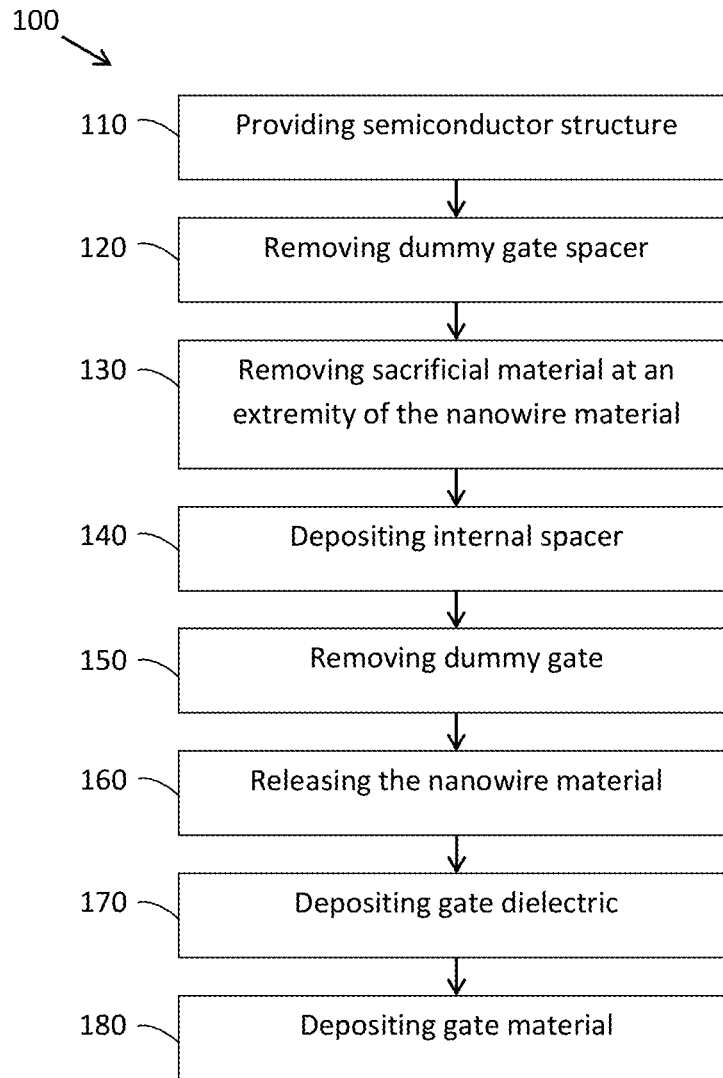 100
110
Providing semiconductor structure
120
Removing dummy gate spacer
130
Removing sacrificial material at an
extremity of the nanowire material
140
Depositing internal spacer
150
Removing dummy gate
160
Releasing the nanowire material
170
Depositing gate dielectric
180
Depositing gate material